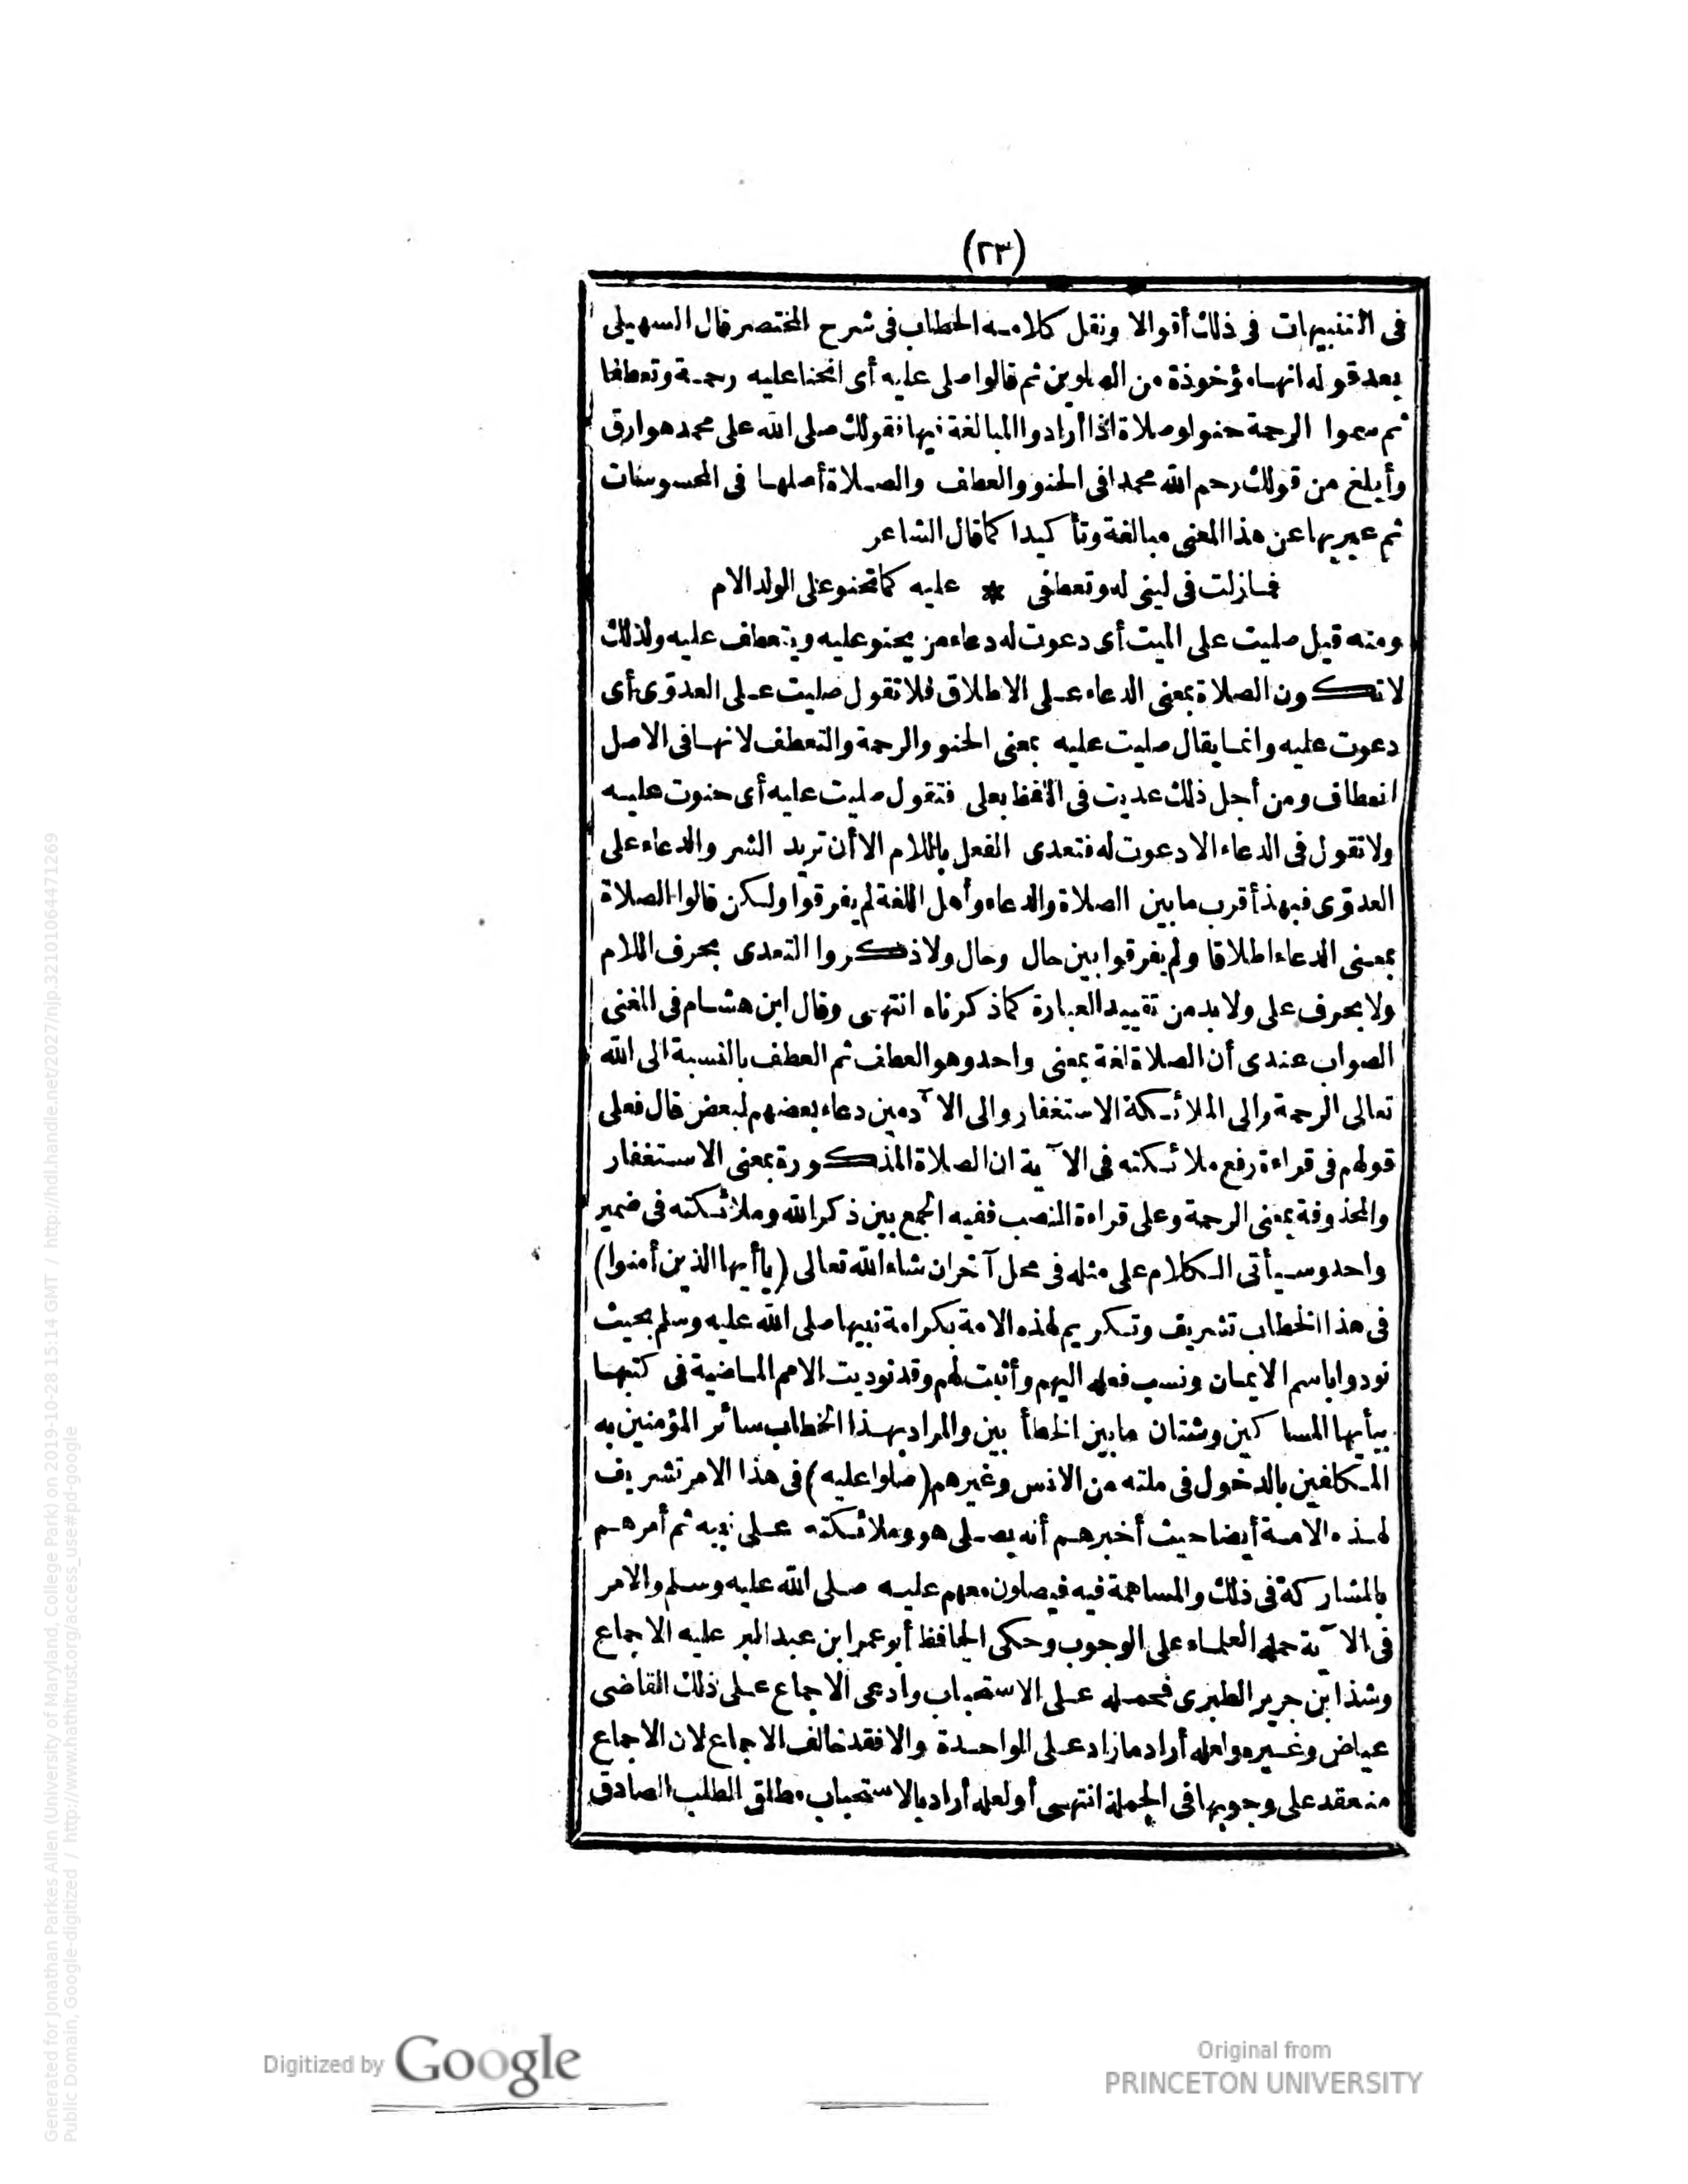 (٢٣)
فى التنبيهات فى ذلك أقوالا ونقل كلامه الحطاب فى شرح المختصر قال السهيلى
بعد قوله انها مأخوذة من الصلوين ثم قالوا صلى عليه أى انحنا عليه رحمة وتعطفا
ثم سموا الرحمة حنوا وصلاة اذا أرادوا المبالغة فيها فقولك صلى الله على محمد هو ارق
وأبلغ من قولك رحم الله محمدا فى الحنو والعطف والصلاة أصلها فى المحسوسات
ثم عبر بها عن هذا المعنى مبالغة وتأكيدا كما قال الشاعر
فمازلت فى لينى له وتعطفى * عليه كما تحنو على الولد الام
ومنه قيل صليت على الميت أى دعوت له دعاء من يحنو عليه ويتعطف عليه ولذلك
لا تكون الصلاة بمعنى الدعاء على الاطلاق فلا تقول صليت على العدوّ أى
دعوت عليه وانما يقال صليت عليه بمعنى الحنو والرحمة والتعطف لانها فى الاصل
انعطاف ومن أجل ذلك عديت فى اللفظ بعلى فتقول صليت عليه أى حنوت عليه
ولا تقول فى الدعاء الا دعوت له فتعدى الفعل باللام الا أن تريد الشر والدعاء على
العدوّ فبهذا قرب ما بين الصلاة والدعاء وأهل اللغة لم يفرقوا ولكن قالوا الصلاة
بمعنى الدعاء اطلاقا ولم يفرقوا بين حال وحال ولا ذكروا التعدى بحرف اللام
ولا بحرف على ولا بد من تقييد العبارة كما ذكرناه انتهى وقال ابن هشام فى المغنى
الصواب عندى أن الصلاة لغة بمعنى واحد وهو العطف ثم العطف بالنسبة الى الله
تعالى الرحمة والى الملائكة الاستغفار والى الآدميين دعاء بعضهم لبعض قال فعلى
قولهم فى قراءة رفع ملائكته فى الآية ان الصلاة المذكورة بمعنى الاستغفار
والمحذوفة بمعنى الرحمة وعلى قراءة النصب ففيه الجمع بين ذكر الله وملائكته فى ضمير
واحد وسيأتى الكلام على مثله فى محل آخر ان شاء الله تعالى (يا أيها الذين أمنوا)
فى هذا الخطاب تشريف وتكريم لهذه الامة بكرامة نبيها صلى الله عليه وسلم بحيث
نودوا باسم الايمان ونسب فعله اليهم وأثبت لهم وقد نوديت الامم الماضية فى كتبها
بيأيها المساكين وشتان ما بين الخطأ بين والمراد بهذا الخطاب سائر المؤمنين به
المكلفين بالدخول فى ملته من الانس وغيرهم (صلوا عليه) فى هذا الامر تشريف
لهذه الامة أيضا حيث أخبرهم أنه يصلى هو وملائكته على نبيه ثم أمرهم
بالمشاركة فى ذلك والمساهمة فيه فيصلون معهم عليه صلى الله عليه وسلم والامر
فى الآية حمله العلماء على الوجوب وحكى الحافظ أبو عمر ابن عبد البر عليه الاجماع
وشذ ابن جرير الطبرى فحمله على الاستحباب وادعى الاجماع على ذلك القاضى
عياض وغيره ولعله أراد ما زاد على الواحدة والا فقد خالف الاجماع لان الاجماع
منعقد على وجوبها فى الجملة انتهى أو لعله أراد بالاستحباب مطلق الطلب الصادق
Digitized by Google
Original from
PRINCETON UNIVERSITY
Generated for Jonathan Parkes Allen (University of Maryland, College Park) on 2019-10-28 15:14 GMT / http://hdl.handle.net/2027/njp.32101064471269
Public Domain, Google-digitized / http://www.hathitrust.org/access_use#pd-google